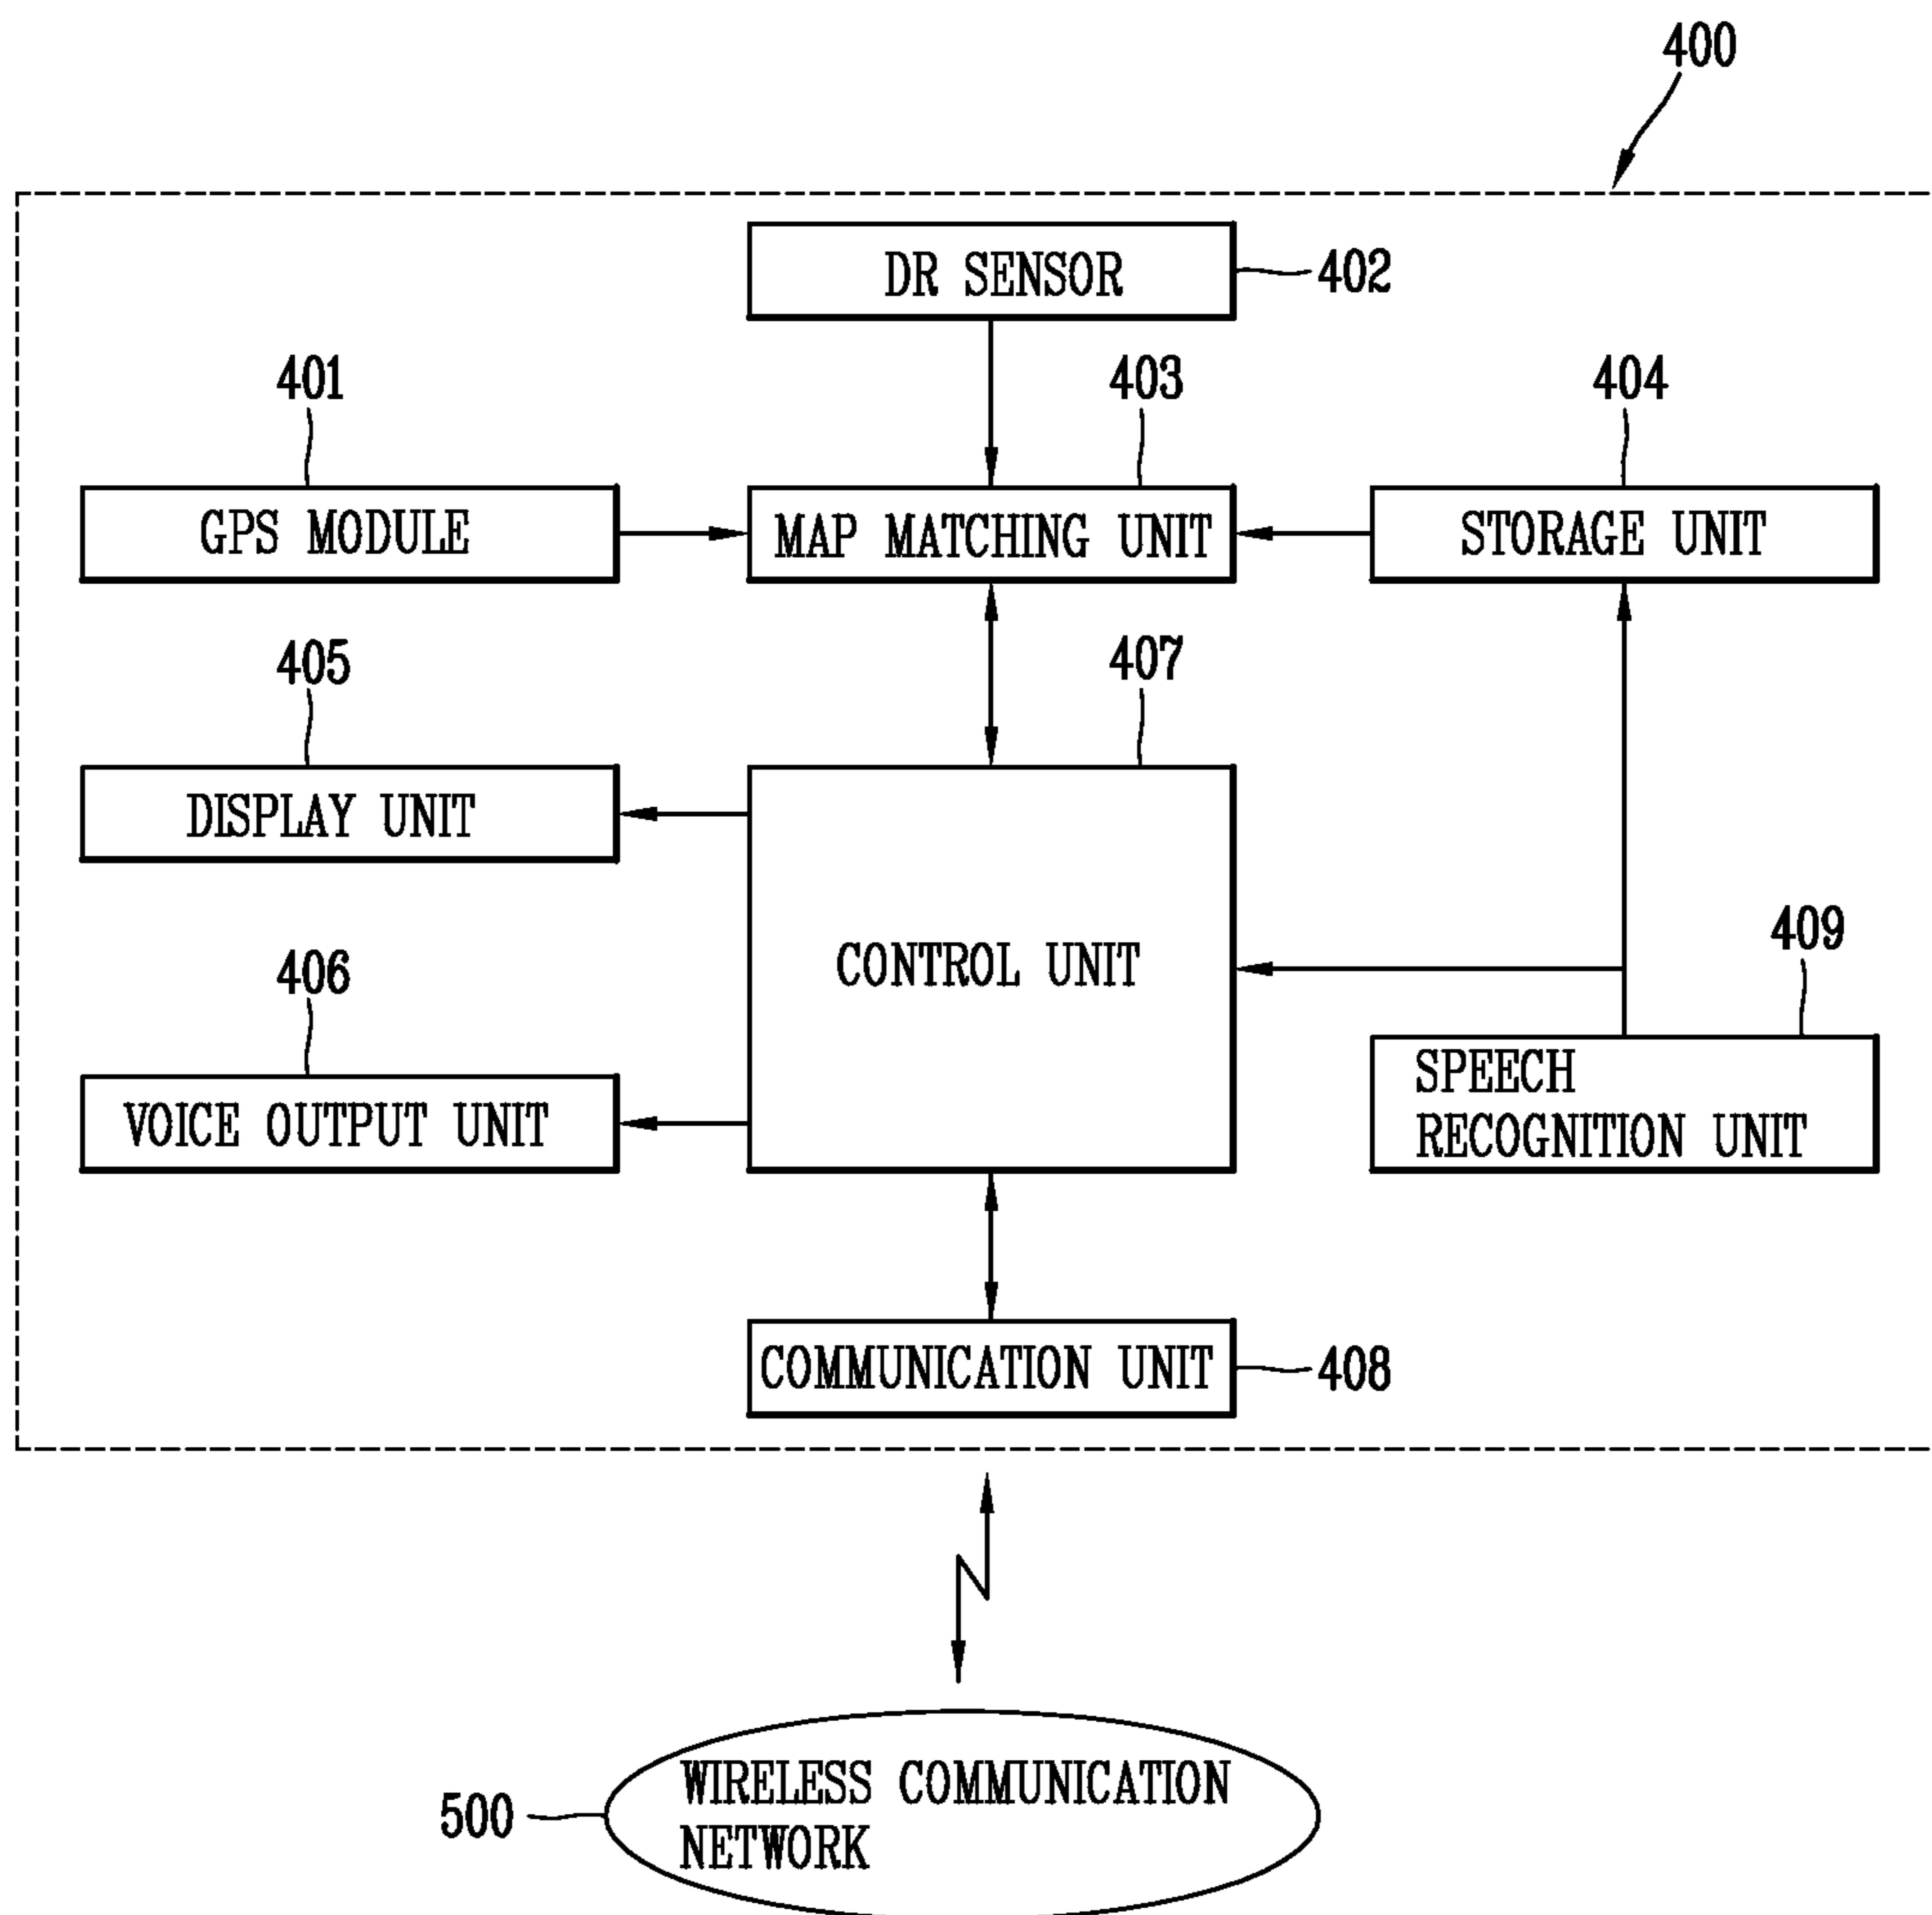 400
DR SENSOR
402
401
403
404
GPS MODULE
MAP MATCHING UNIT
STORAGE UNIT
405
407
DISPLAY UNIT
409
406
CONTROL UNIT
VOICE OUTPUT UNIT
SPEECH
RECOGNITION UNIT
COMMUNICATION UNIT
408
500
WIRELESS COMMUNICATION
NETWORK